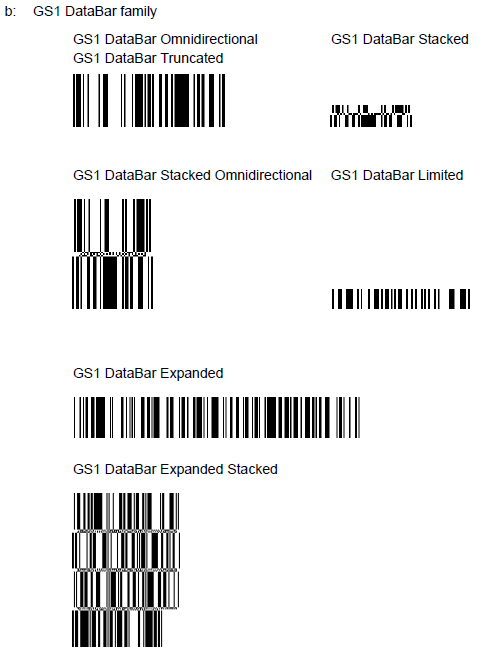 b: GS1 DataBar family
GS1 DataBar Omnidirectional
GS1 DataBar Truncated
GS1 DataBar Stacked
GS1 DataBar Stacked Omnidirectional
GS1 DataBar Limited
GS1 DataBar Expanded
GS1 DataBar Expanded Stacked